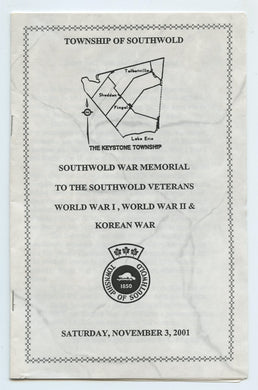 TOWNSHIP OF SOUTHWOLD
Talbotville
Shedden
Fingal
Lake Erie
THE KEYSTONE TOWNSHIP
SOUTHWOLD WAR MEMORIAL
TO THE SOUTHWOLD VETERANS
WORLD WAR I , WORLD WAR II &
KOREAN WAR
TOWNSHIP OF SOUTHWOLD
1850
SATURDAY, NOVEMBER 3, 2001